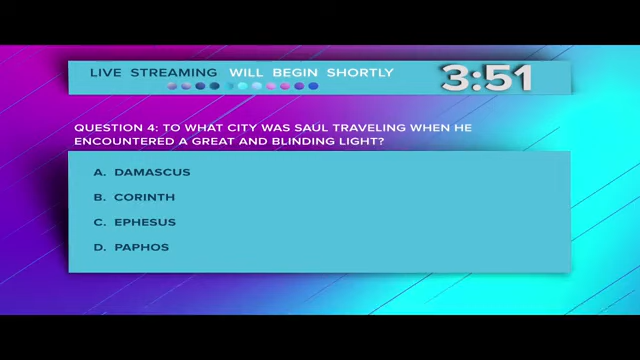 LIVE STREAMING WILL BEGIN SHORTLY
3:51
QUESTION 4: TO WHAT CITY WAS SAUL TRAVELING WHEN HE
ENCOUNTERED A GREAT AND BLINDING LIGHT?
A. DAMASCUS
B. CORINTH
C. EPHESUS
D. PAPHOS